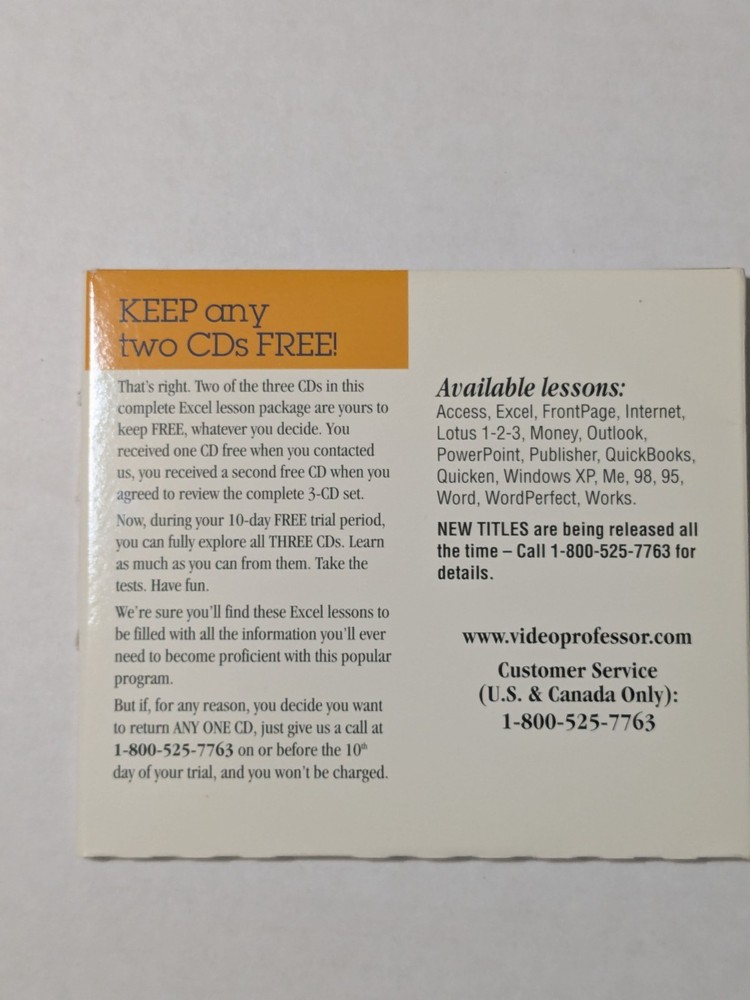 KEEP any
two CDs FREE!
That's right. Two of the three CDs in this
complete Excel lesson package are yours to
keep FREE, whatever you decide. You
received one CD free when you contacted
us, you received a second free CD when you
agreed to review the complete 3-CD set.
Now, during your 10-day FREE trial period,
you can fully explore all THREE CDs. Learn
as much as you can from them. Take the
tests. Have fun.
We're sure you'll find these Excel lessons to
be filled with all the information you'll ever
need to become proficient with this popular
program.
But if, for any reason, you decide you want
to return ANY ONE CD, just give us a call at
1-800-525-7763 on or before the 10th
day of your trial, and you won't be charged.
Available lessons:
Access, Excel, FrontPage, Internet,
Lotus 1-2-3, Money, Outlook,
PowerPoint, Publisher, QuickBooks,
Quicken, Windows XP, Me, 98, 95,
Word, WordPerfect, Works.
NEW TITLES are being released all
the time – Call 1-800-525-7763 for
details.
www.videoprofessor.com
Customer Service
(U.S. & Canada Only):
1-800-525-7763